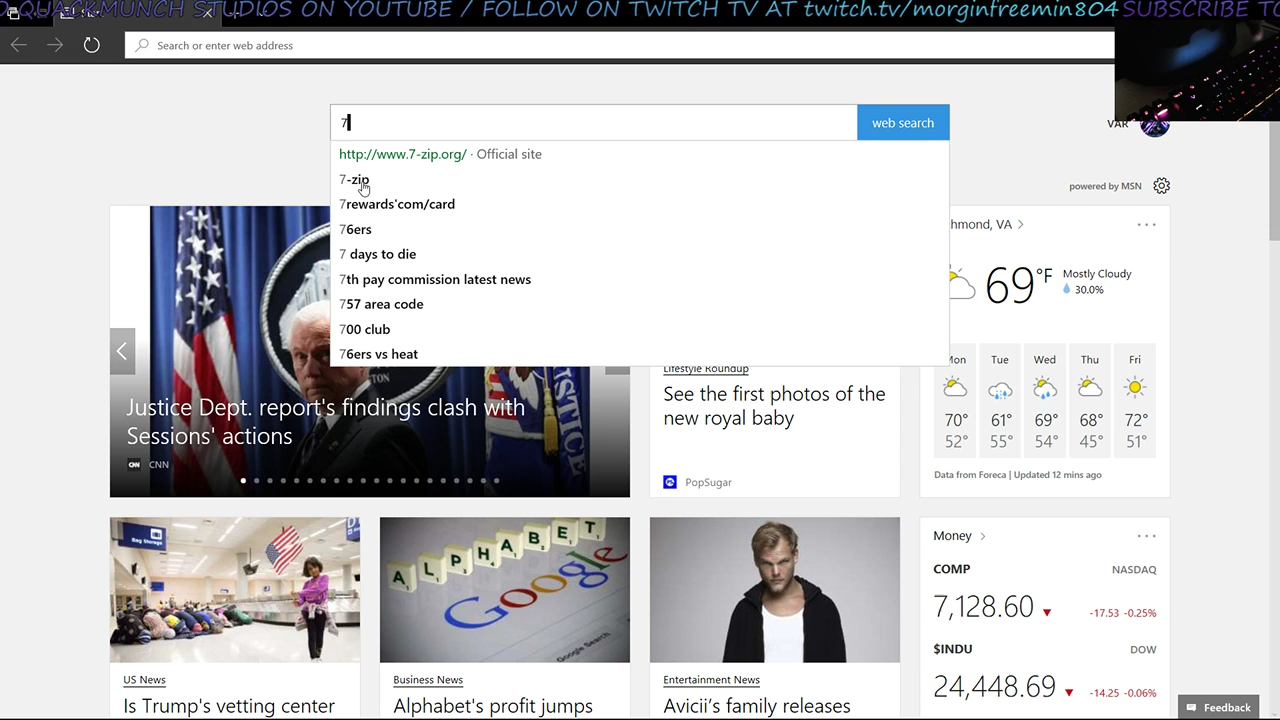 QUACKMUNCH STUDIOS ON YOUTUBE / FOLLOW ON TWITCH TV AT twitch.tv/morginfreemin804 SUBSCRIBE TO
Search or enter web address
7
web search
VAR
http://www.7-zip.org/ · Official site
7-zip
7rewards'com/card
76ers
7 days to die
7th pay commission latest news
757 area code
700 club
76ers vs heat
powered by MSN
hmond, VA
69°F
Mostly Cloudy
30.0%
Mon Tue Wed Thu Fri
70° 61° 69° 68° 72°
52° 55° 54° 45° 51°
Data from Foreca | Updated 12 mins ago
Justice Dept. report's findings clash with
Sessions' actions
CNN
Lifestyle Roundup
See the first photos of the
new royal baby
PopSugar
Money
COMP NASDAQ
7,128.60 -17.53 -0.25%
$INDU DOW
24,448.69 -14.25 -0.06%
Bag Storage
ALPHABET
Google
Google Search
US News
Is Trump's vetting center
Business News
Alphabet's profit jumps
Entertainment News
Avicii's family releases
Feedback